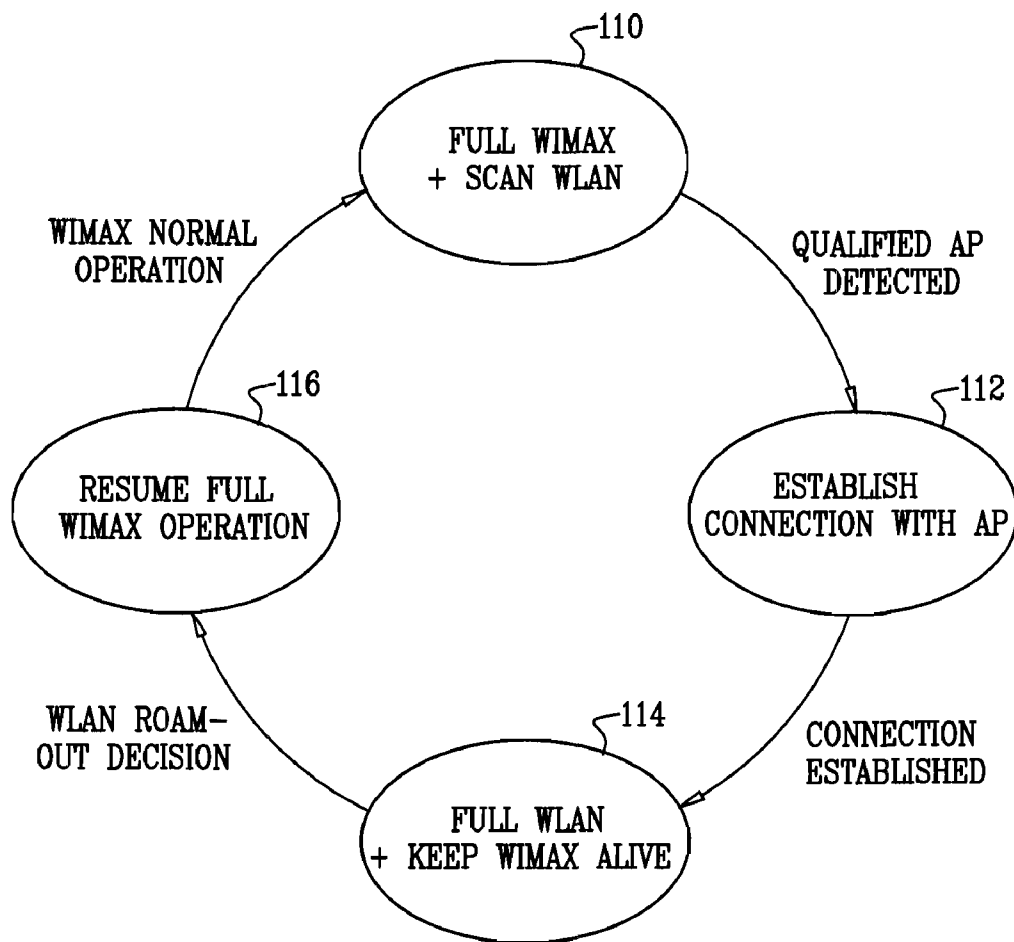 110
FULL WIMAX
+ SCAN WLAN
WIMAX NORMAL
OPERATION
QUALIFIED AP
DETECTED
116
112
RESUME FULL
WIMAX OPERATION
ESTABLISH
CONNECTION WITH AP
WLAN ROAM-
OUT DECISION
114
CONNECTION
ESTABLISHED
FULL WLAN
+ KEEP WIMAX ALIVE